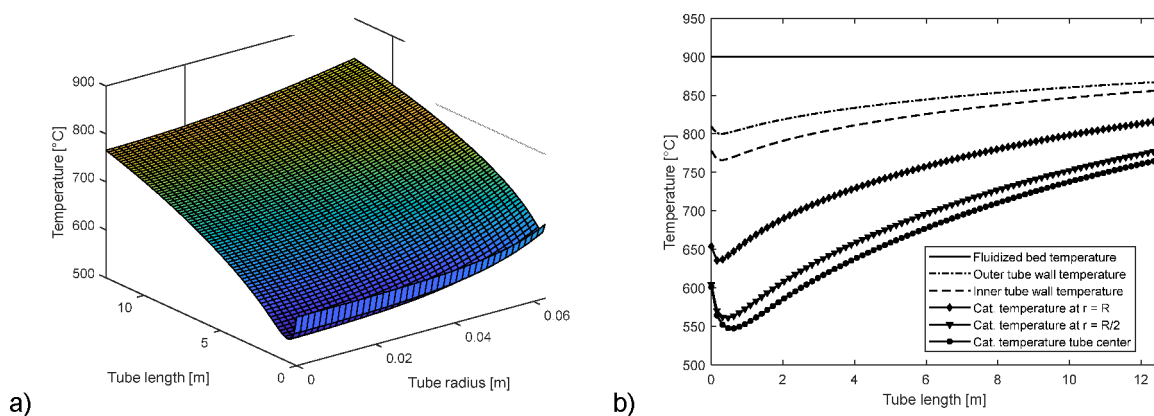 900
800
700
600
500
Temperature [°C]
10
5
0
Tube length [m]
0
0.02
0.04
0.06
Tube radius [m]
a)
950
900
850
800
750
700
650
600
550
500
Temperature [°C]
0
2
4
6
8
10
12
Tube length [m]
Fluidized bed temperature
Outer tube wall temperature
Inner tube wall temperature
Cat. temperature at r = R
Cat. temperature at r = R/2
Cat. temperature tube center
b)